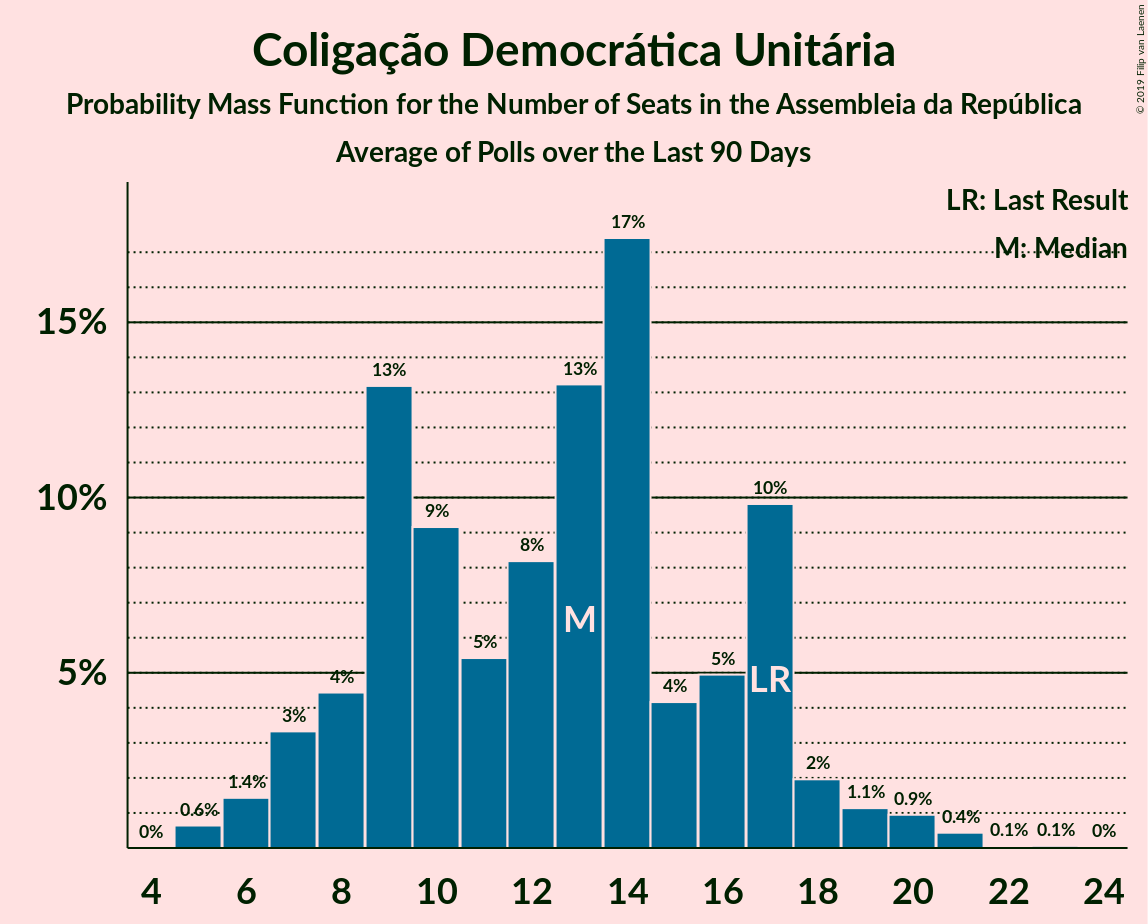 Coligação Democrática Unitária
Probability Mass Function for the Number of Seats in the Assembleia da República
Average of Polls over the Last 90 Days
© 2019 Filip van Laenen
LR: Last Result
M: Median
15%
10%
5%
0%
0.6%
1.4%
3%
4%
13%
9%
5%
8%
13%
17%
4%
5%
10%
2%
1.1%
0.9%
0.4%
0.1%
0.1%
0%
M
LR
4 6 8 10 12 14 16 18 20 22 24